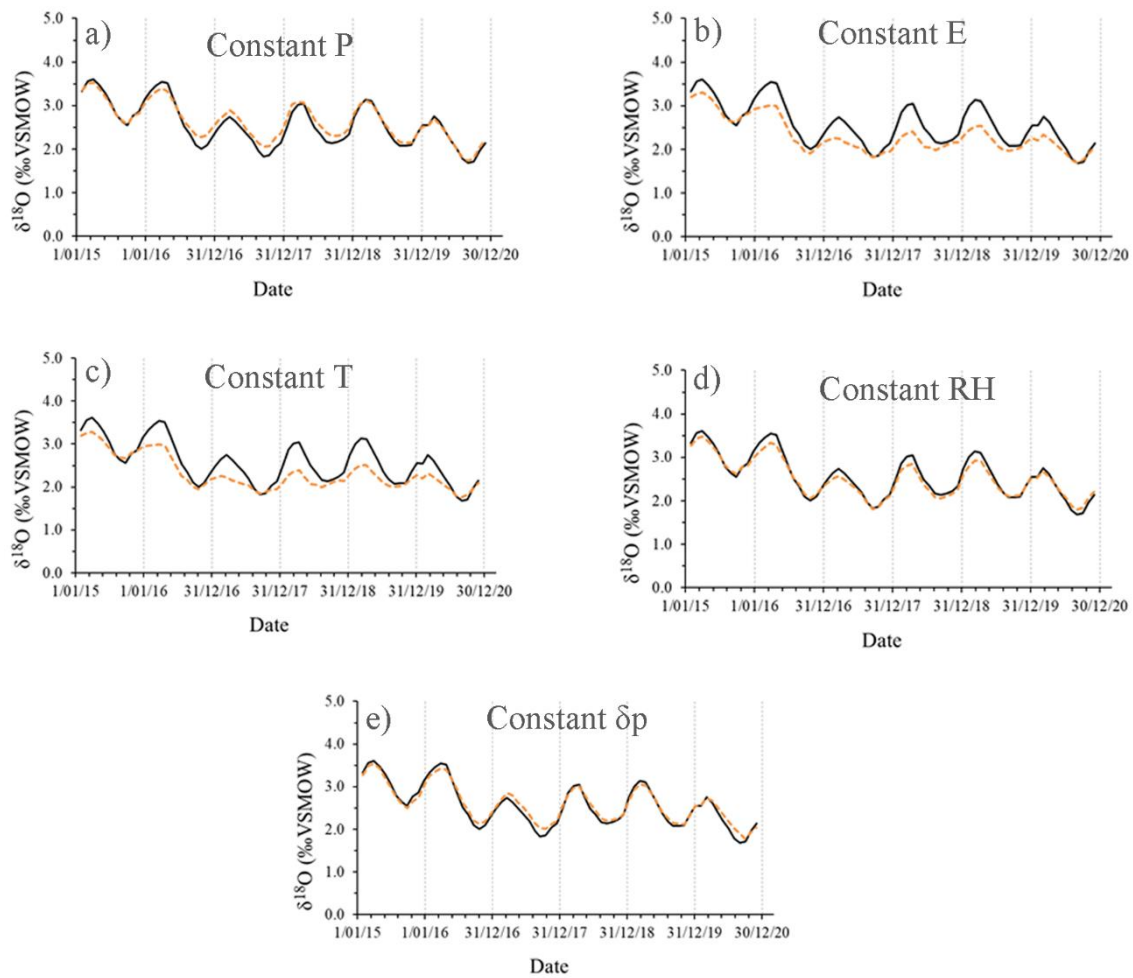 a)
Constant P
δ18O (‰VSMOW)
5.0
4.0
3.0
2.0
1.0
0.0
1/01/15 1/01/16 31/12/16 31/12/17 31/12/18 31/12/19 30/12/20
Date
b)
Constant E
δ18O (‰VSMOW)
5.0
4.0
3.0
2.0
1.0
0.0
1/01/15 1/01/16 31/12/16 31/12/17 31/12/18 31/12/19 30/12/20
Date
c)
Constant T
δ18O (‰VSMOW)
5.0
4.0
3.0
2.0
1.0
0.0
1/01/15 1/01/16 31/12/16 31/12/17 31/12/18 31/12/19 30/12/20
Date
d)
Constant RH
δ18O (‰VSMOW)
5.0
4.0
3.0
2.0
1.0
0.0
1/01/15 1/01/16 31/12/16 31/12/17 31/12/18 31/12/19 30/12/20
Date
e)
Constant δp
δ18O (‰VSMOW)
5.0
4.0
3.0
2.0
1.0
0.0
1/01/15 1/01/16 31/12/16 31/12/17 31/12/18 31/12/19 30/12/20
Date